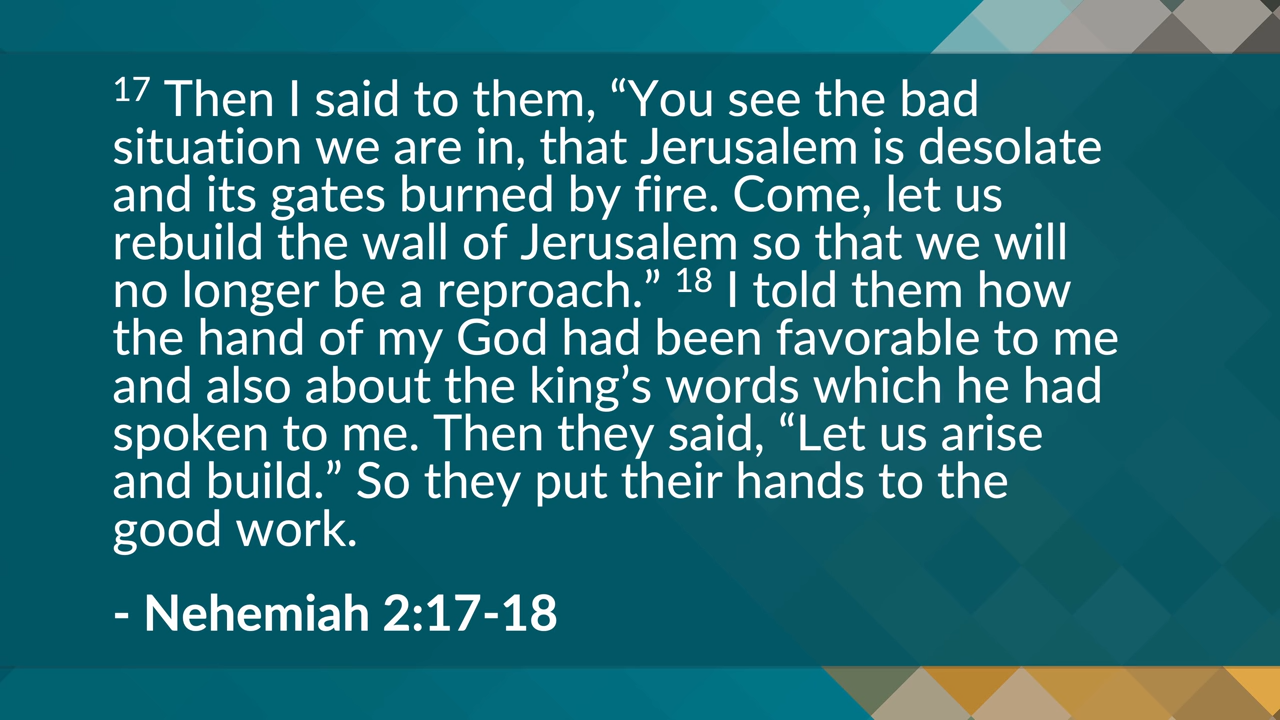 17 Then I said to them, “You see the bad
situation we are in, that Jerusalem is desolate
and its gates burned by fire. Come, let us
rebuild the wall of Jerusalem so that we will
no longer be a reproach.” 18 I told them how
the hand of my God had been favorable to me
and also about the king’s words which he had
spoken to me. Then they said, “Let us arise
and build.” So they put their hands to the
good work.
- Nehemiah 2:17-18